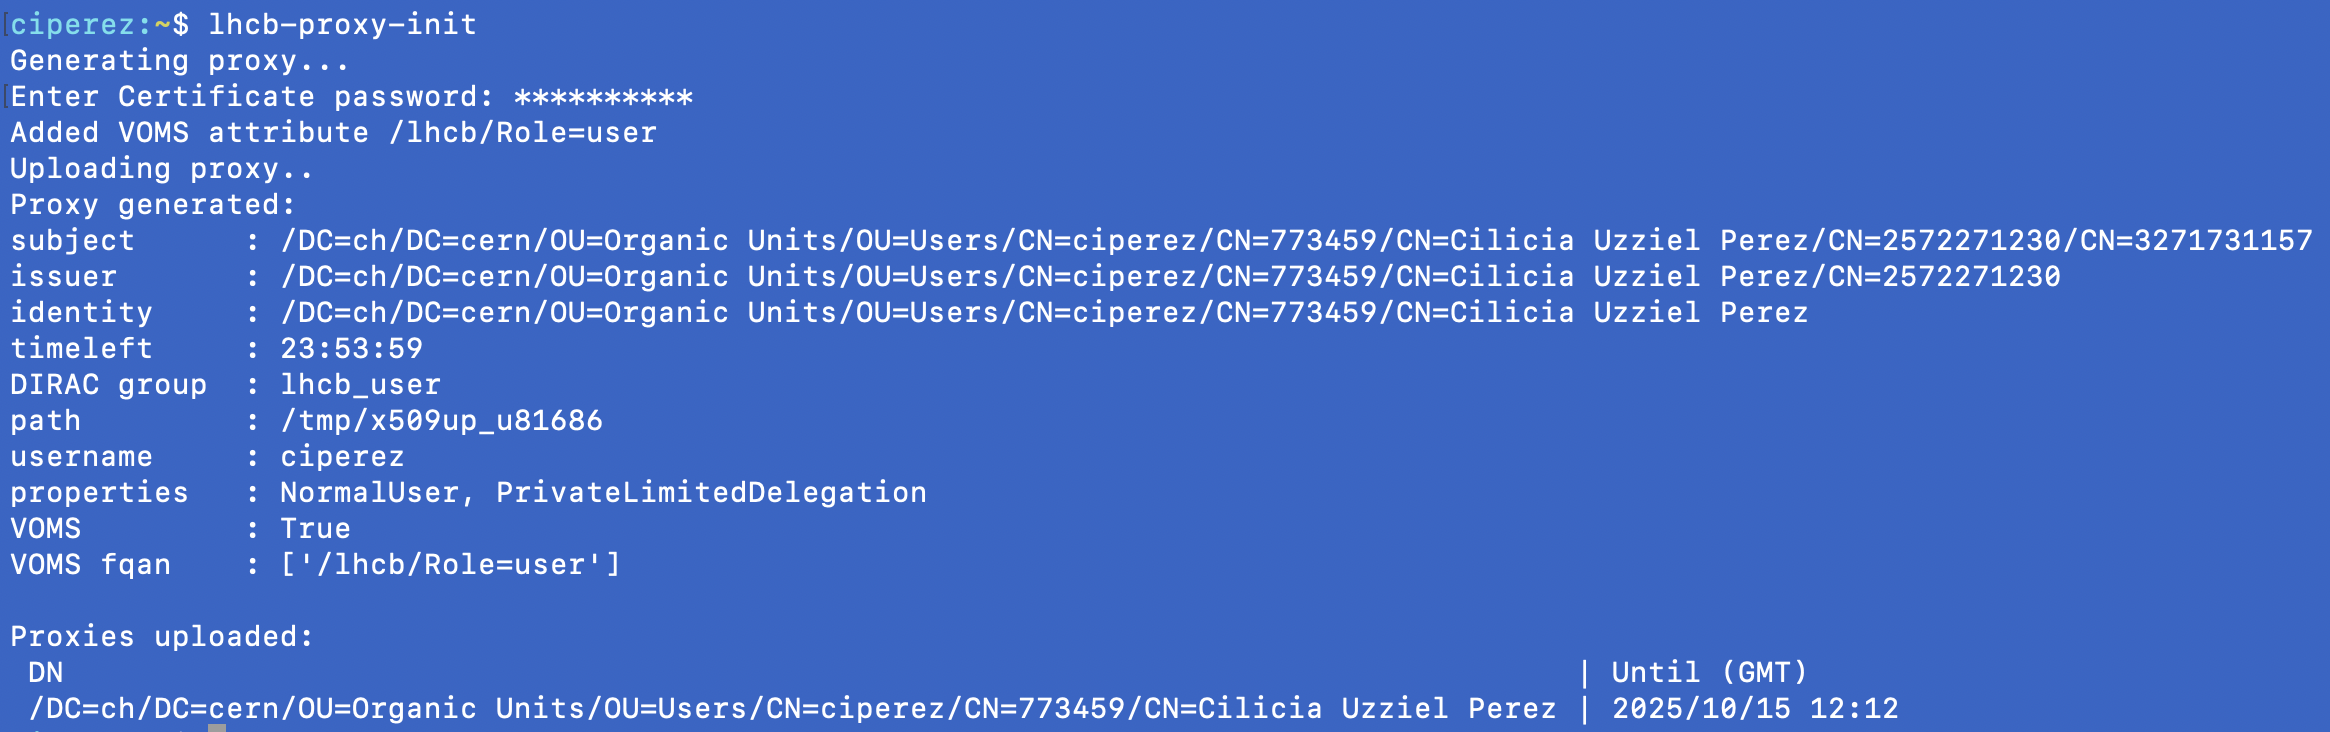 ciperez:~$ lhcb-proxy-init
Generating proxy...
Enter Certificate password: **********
Added VOMS attribute /lhcb/Role=user
Uploading proxy..
Proxy generated:
subject      : /DC=ch/DC=cern/OU=Organic Units/OU=Users/CN=ciperez/CN=773459/CN=Cilicia Uzziel Perez/CN=2572271230/CN=3271731157
issuer       : /DC=ch/DC=cern/OU=Organic Units/OU=Users/CN=ciperez/CN=773459/CN=Cilicia Uzziel Perez/CN=2572271230
identity     : /DC=ch/DC=cern/OU=Organic Units/OU=Users/CN=ciperez/CN=773459/CN=Cilicia Uzziel Perez
timeleft     : 23:53:59
DIRAC group  : lhcb_user
path         : /tmp/x509up_u81686
username     : ciperez
properties   : NormalUser, PrivateLimitedDelegation
VOMS         : True
VOMS fqan    : ['/lhcb/Role=user']
Proxies uploaded:
DN | Until (GMT)
/DC=ch/DC=cern/OU=Organic Units/OU=Users/CN=ciperez/CN=773459/CN=Cilicia Uzziel Perez | 2025/10/15 12:12